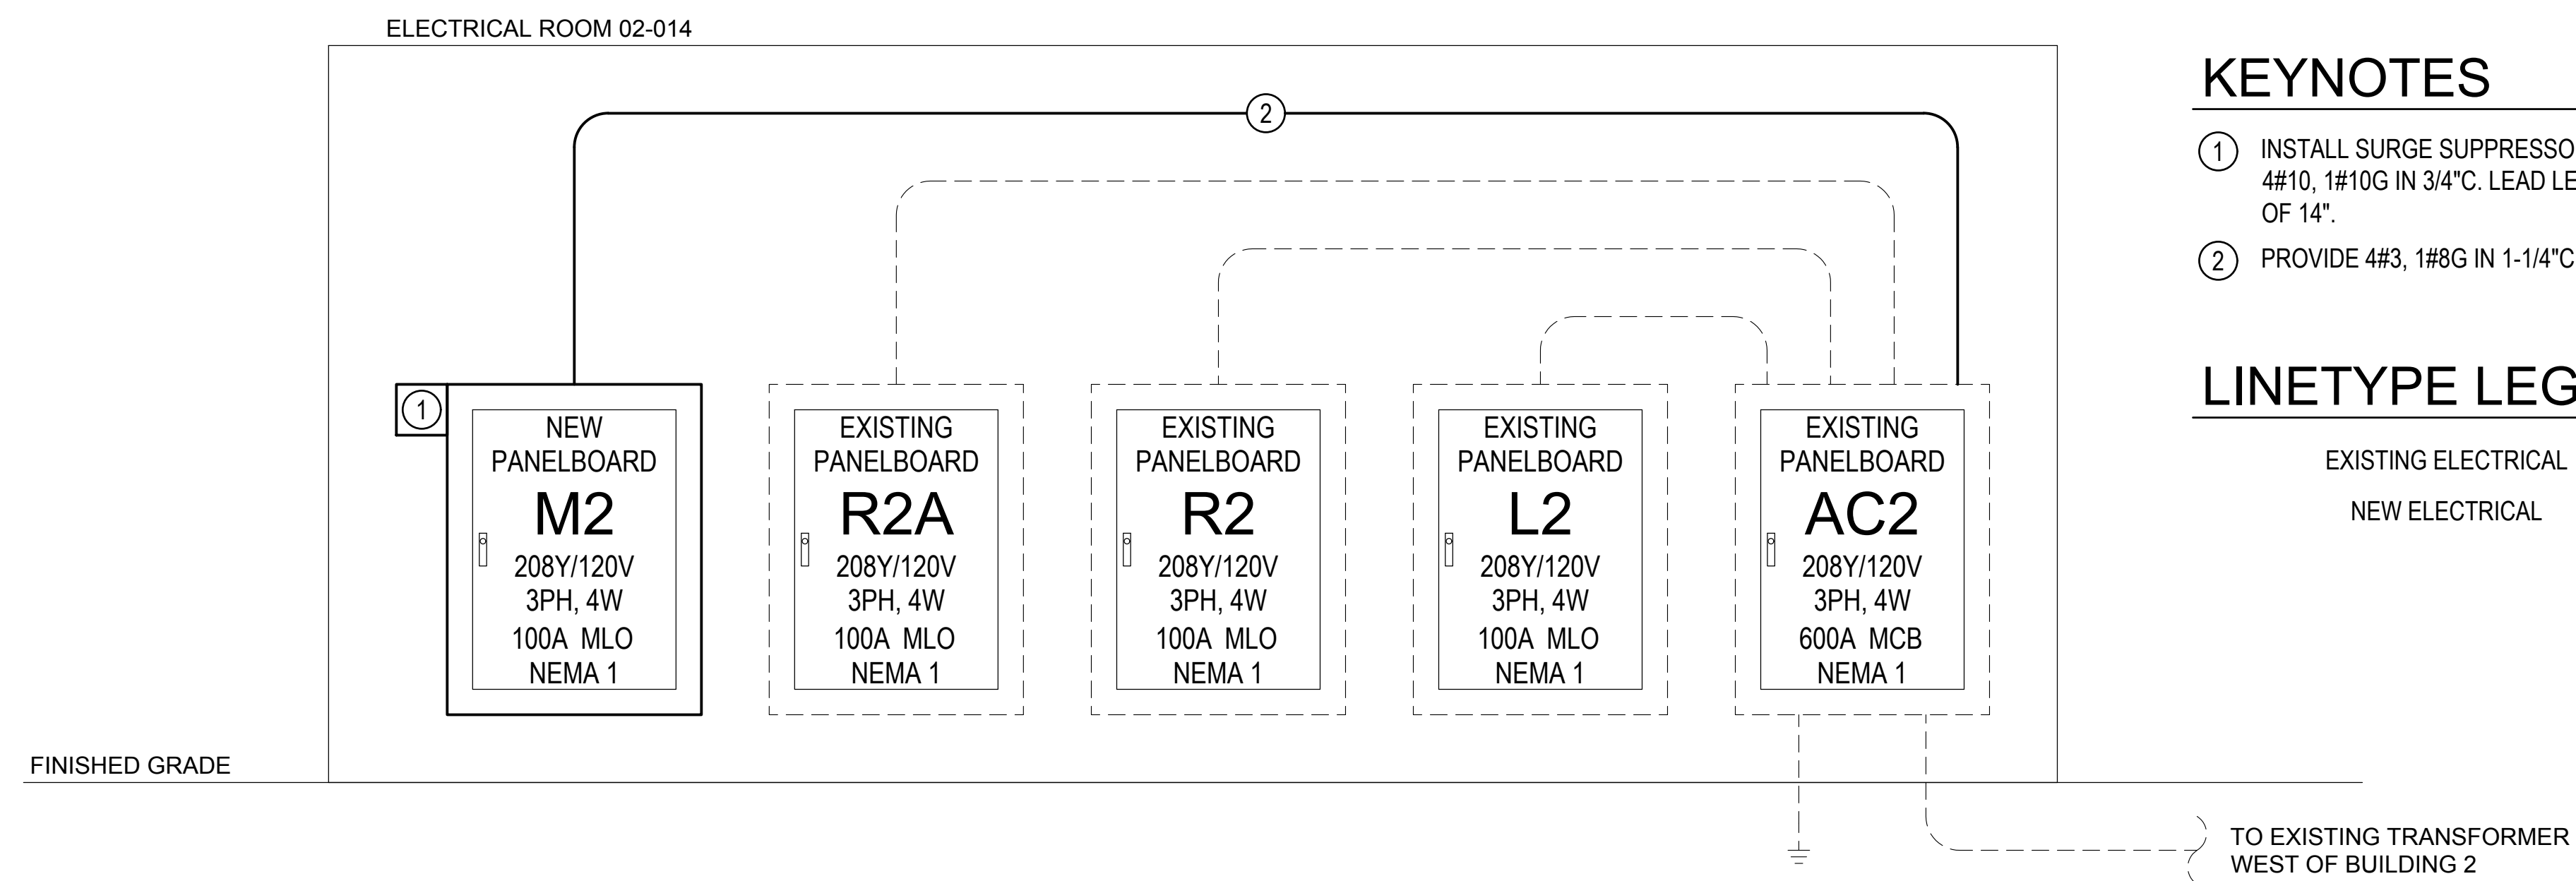 ELECTRICAL ROOM 02-014
2
1
NEW
PANELBOARD
M2
208Y/120V
3PH, 4W
100A MLO
NEMA 1
EXISTING
PANELBOARD
R2A
208Y/120V
3PH, 4W
100A MLO
NEMA 1
EXISTING
PANELBOARD
R2
208Y/120V
3PH, 4W
100A MLO
NEMA 1
EXISTING
PANELBOARD
L2
208Y/120V
3PH, 4W
100A MLO
NEMA 1
EXISTING
PANELBOARD
AC2
208Y/120V
3PH, 4W
600A MCB
NEMA 1
FINISHED GRADE
TO EXISTING TRANSFORMER
WEST OF BUILDING 2
KEYNOTES
1 INSTALL SURGE SUPPRESSO
4#10, 1#10G IN 3/4"C. LEAD LE
OF 14".
2 PROVIDE 4#3, 1#8G IN 1-1/4"C
LINETYPE LEG
EXISTING ELECTRICAL
NEW ELECTRICAL